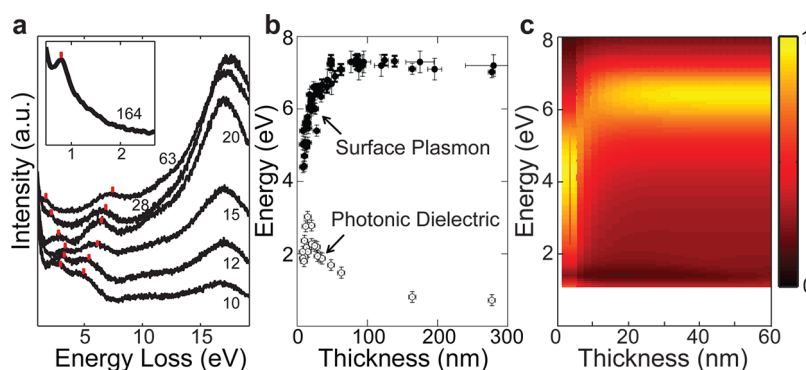 a
Intensity (a.u.)
164
1 2
63
28
20
15
12
10
5 10 15
Energy Loss (eV)
b
Energy (eV)
8
6
4
2
Surface Plasmon
Photonic Dielectric
0 100 200 300
Thickness (nm)
c
Energy (eV)
8
6
4
2
20 40 60
Thickness (nm)
1
0